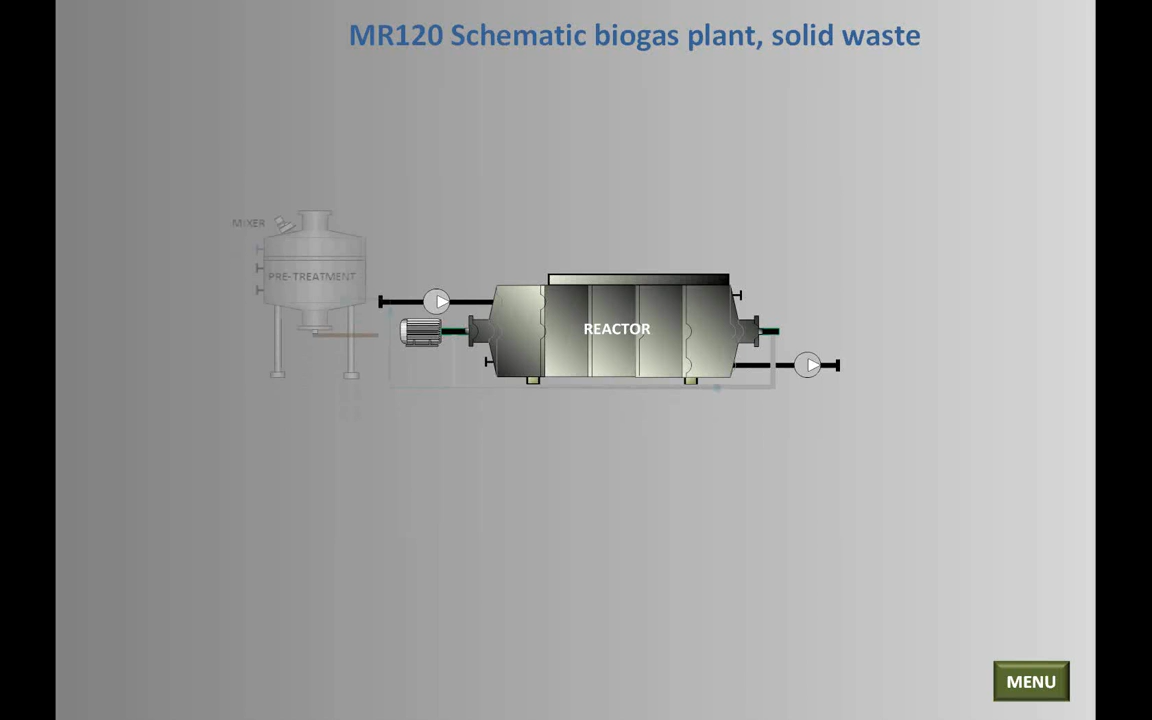 MR120 Schematic biogas plant, solid waste
MIXER
PRE-TREATMENT
REACTOR
MENU